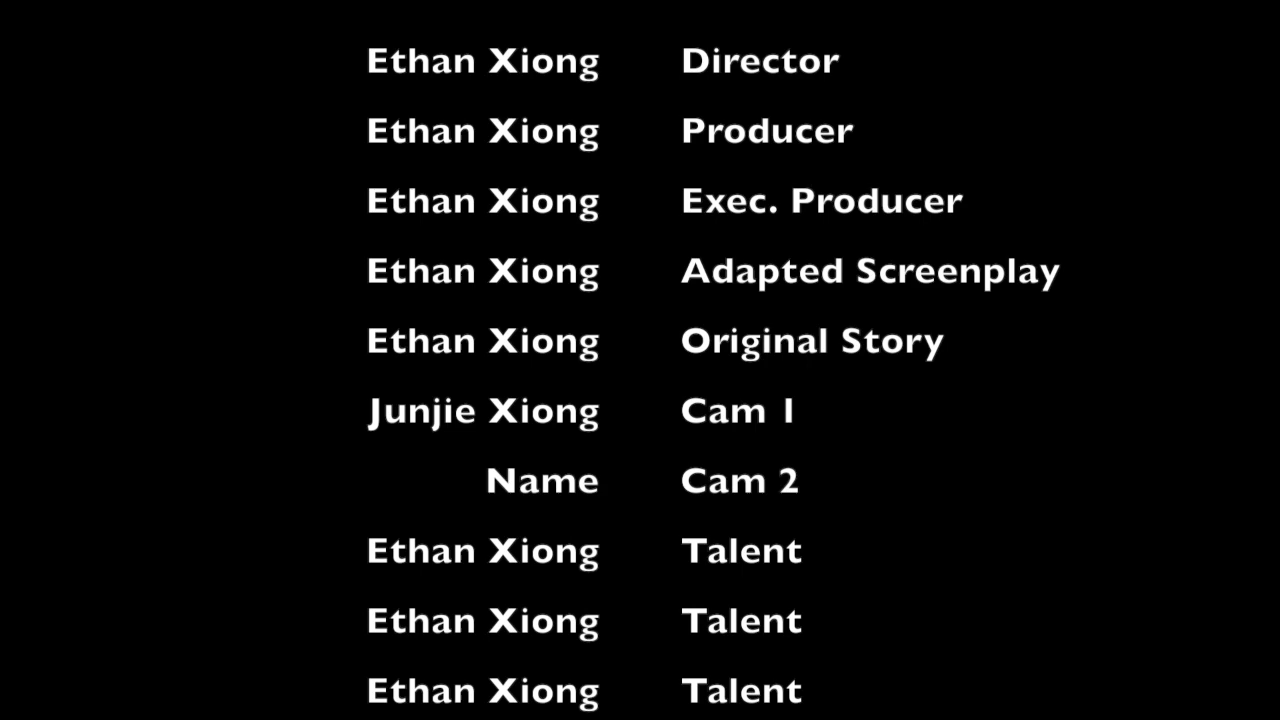 Ethan Xiong Director
Ethan Xiong Producer
Ethan Xiong Exec. Producer
Ethan Xiong Adapted Screenplay
Ethan Xiong Original Story
Junjie Xiong Cam 1
Name Cam 2
Ethan Xiong Talent
Ethan Xiong Talent
Ethan Xiong Talent